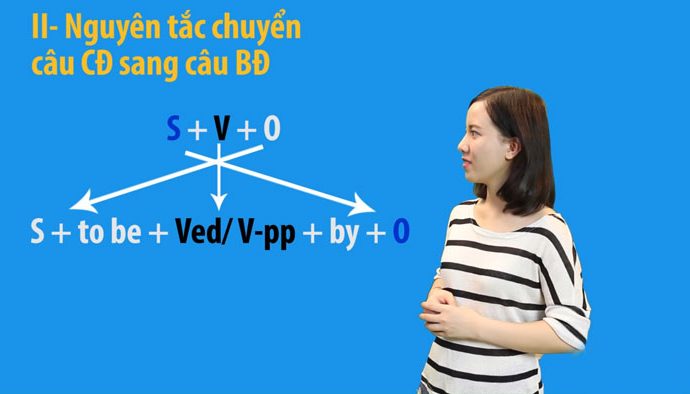 II- Nguyên tắc chuyển
câu CĐ sang câu BĐ
S + V + O
S + to be + Ved/ V-pp + by + O